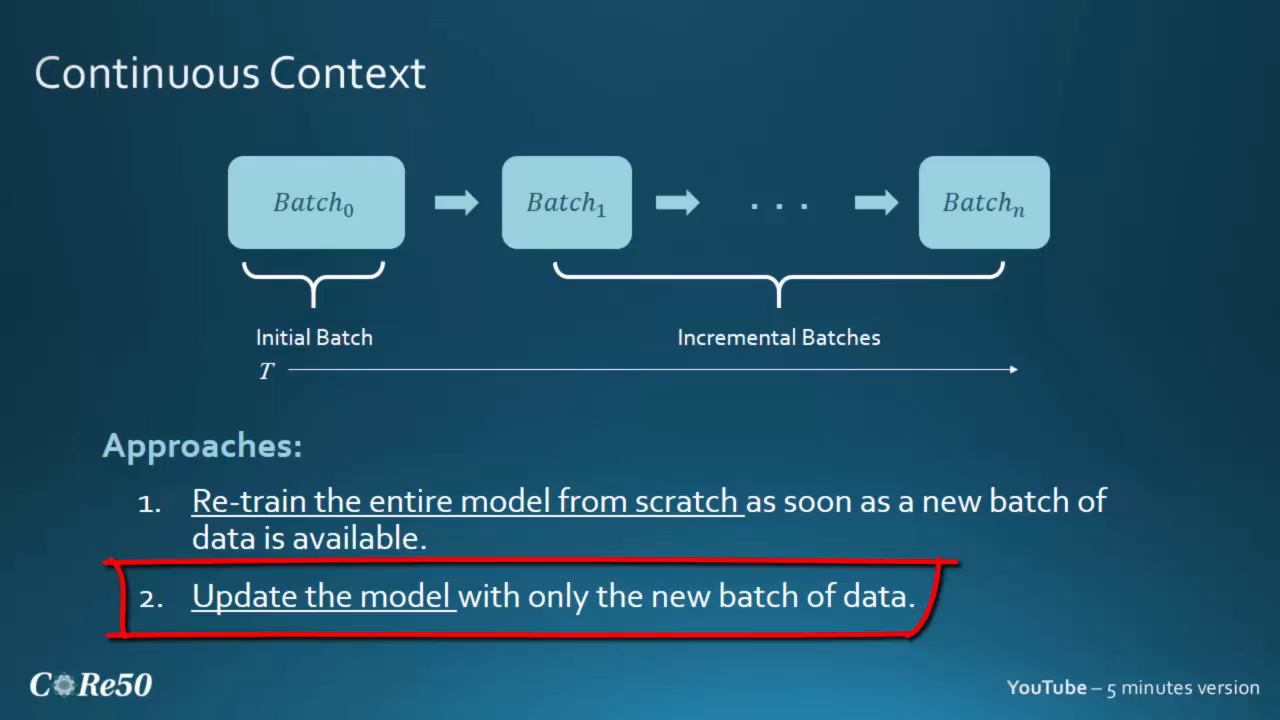 Continuous Context
Batch₀
Batch₁
. . .
Batchₙ
Initial Batch
Incremental Batches
T
Approaches:
1. Re-train the entire model from scratch as soon as a new batch of
data is available.
2. Update the model with only the new batch of data.
CORe50
YouTube – 5 minutes version